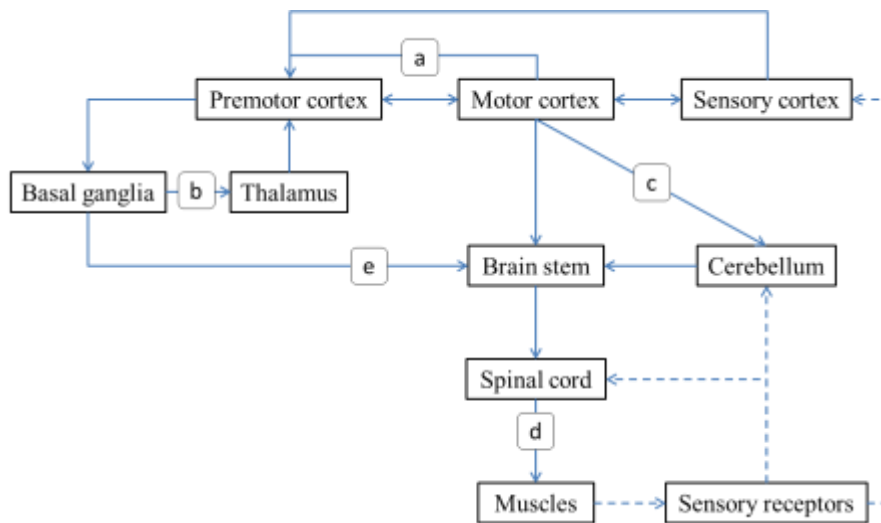 a
Premotor cortex
Motor cortex
Sensory cortex
Basal ganglia
b
Thalamus
c
e
Brain stem
Cerebellum
Spinal cord
d
Muscles
Sensory receptors